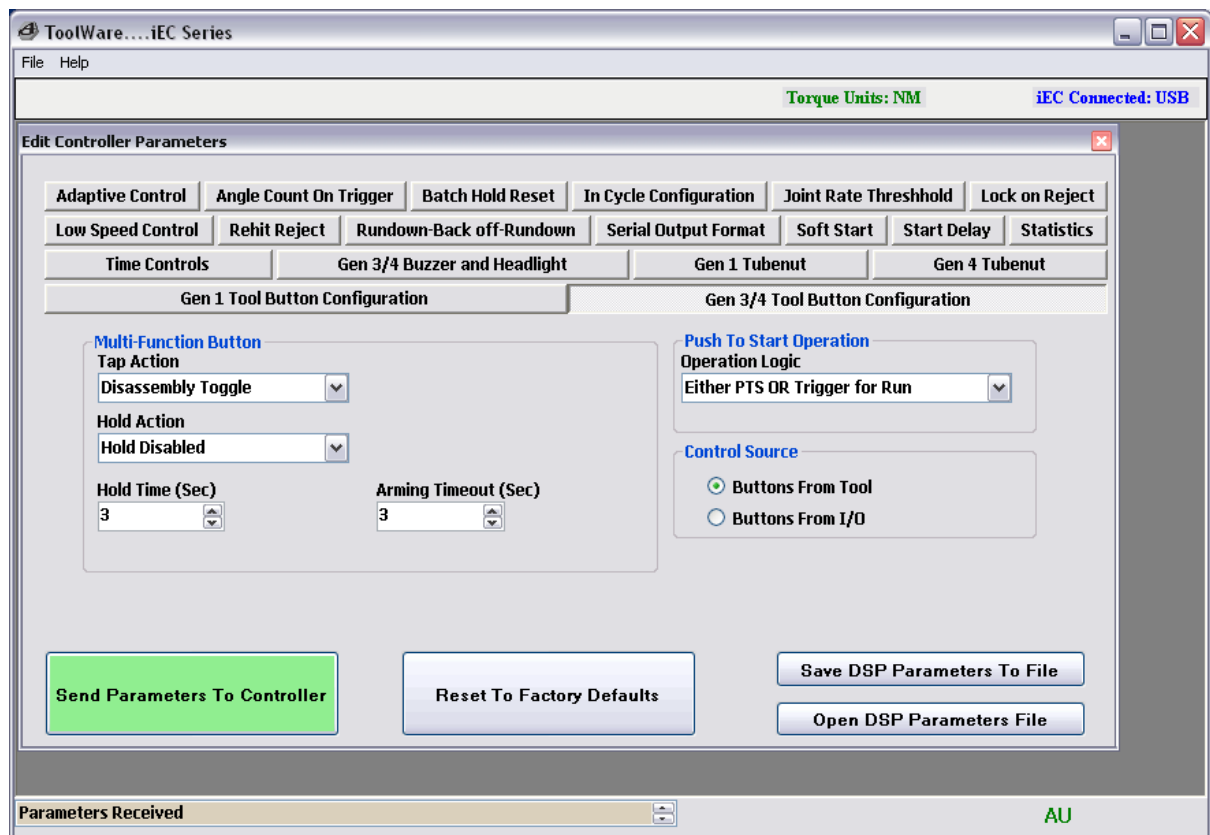 ToolWare....iEC Series
File Help
Torque Units: NM iEC Connected: USB
Edit Controller Parameters
Adaptive Control Angle Count On Trigger Batch Hold Reset In Cycle Configuration Joint Rate Threshhold Lock on Reject
Low Speed Control Rehit Reject Rundown-Back off-Rundown Serial Output Format Soft Start Start Delay Statistics
Time Controls Gen 3/4 Buzzer and Headlight Gen 1 Tubenut Gen 4 Tubenut
Gen 1 Tool Button Configuration Gen 3/4 Tool Button Configuration
Multi-Function Button
Tap Action
Disassembly Toggle
Hold Action
Hold Disabled
Hold Time (Sec) Arming Timeout (Sec)
3 3
Push To Start Operation
Operation Logic
Either PTS OR Trigger for Run
Control Source
Buttons From Tool
Buttons From I/O
Send Parameters To Controller
Reset To Factory Defaults
Save DSP Parameters To File
Open DSP Parameters File
Parameters Received AU